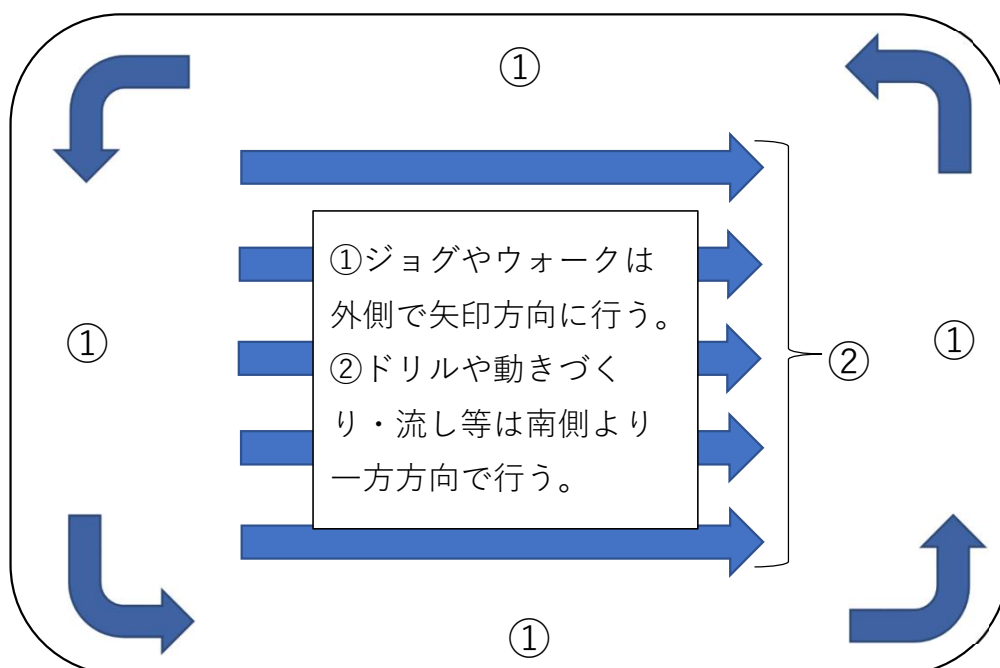 ①
①ジョグやウォークは
外側で矢印方向に行う。
②ドリルや動きづく
り・流し等は南側より
一方方向で行う。
①
②
①
①